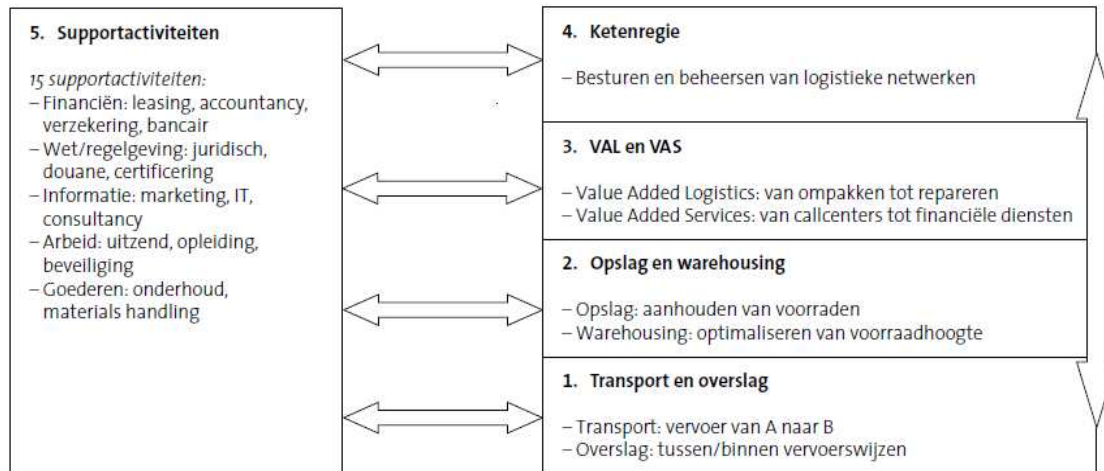 5. Supportactiviteiten
15 supportactiviteiten:
– Financiën: leasing, accountancy,
verzekering, bancair
– Wet/regelgeving: juridisch,
douane, certificering
– Informatie: marketing, IT,
consultancy
– Arbeid: uitzend, opleiding,
beveiliging
– Goederen: onderhoud,
materials handling
4. Ketenregie
– Besturen en beheersen van logistieke netwerken
3. VAL en VAS
– Value Added Logistics: van ompakken tot repareren
– Value Added Services: van callcenters tot financiële diensten
2. Opslag en warehousing
– Opslag: aanhouden van voorraden
– Warehousing: optimaliseren van voorraadhoogte
1. Transport en overslag
– Transport: vervoer van A naar B
– Overslag: tussen/binnen vervoerswijzen